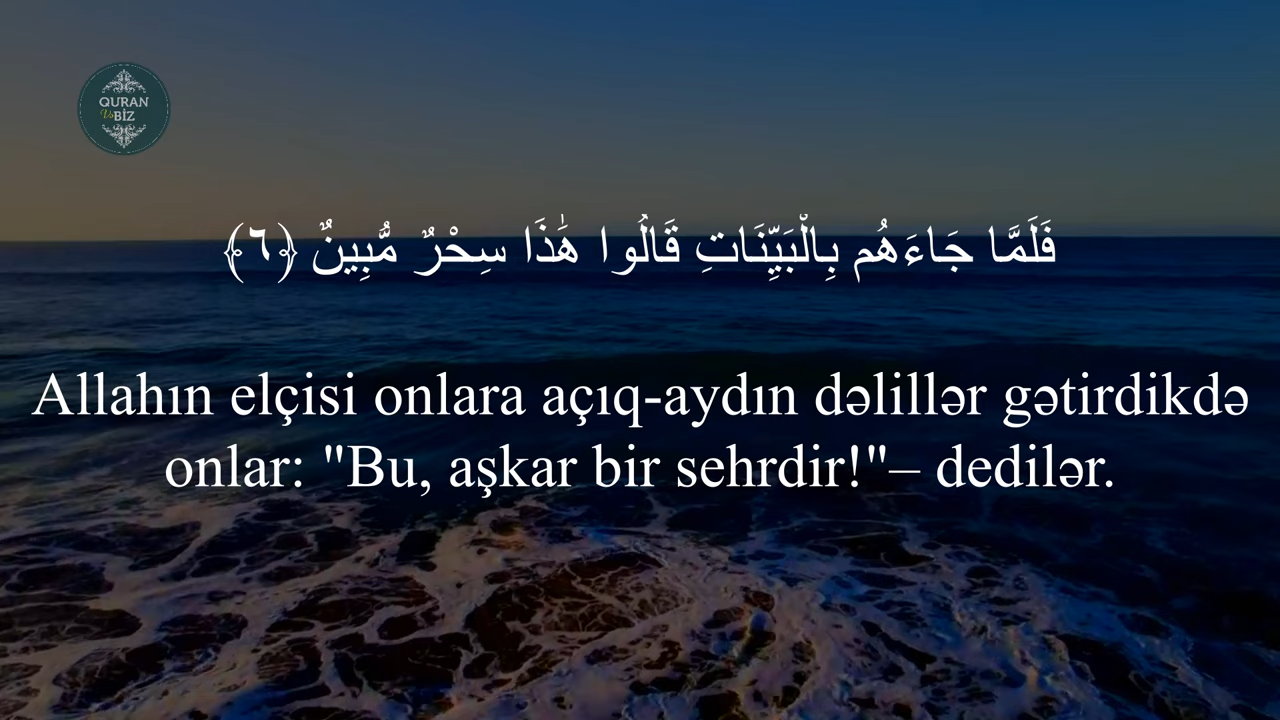 QURAN
Və BİZ
فَلَمَّا جَاءَهُم بِالْبَيِّنَاتِ قَالُوا هَٰذَا سِحْرٌ مُّبِينٌ ﴿٦﴾
Allahın elçisi onlara açıq-aydın dəlillər gətirdikdə
onlar: "Bu, aşkar bir sehrdir!"– dedilər.